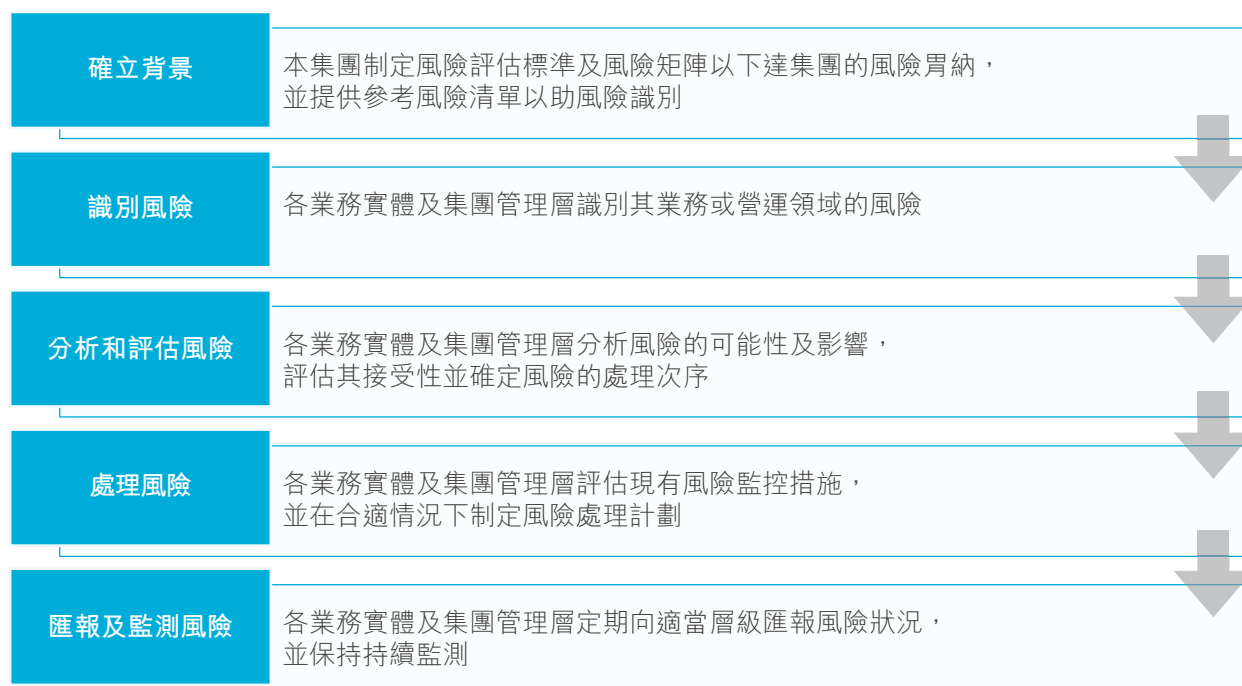 確立背景
本集團制定風險評估標準及風險矩陣以下達集團的風險胃納，
並提供參考風險清單以助風險識別
識別風險
各業務實體及集團管理層識別其業務或營運領域的風險
分析和評估風險
各業務實體及集團管理層分析風險的可能性及影響，
評估其接受性並確定風險的處理次序
處理風險
各業務實體及集團管理層評估現有風險監控措施，
並在合適情況下制定風險處理計劃
匯報及監測風險
各業務實體及集團管理層定期向適當層級匯報風險狀況，
並保持持續監測